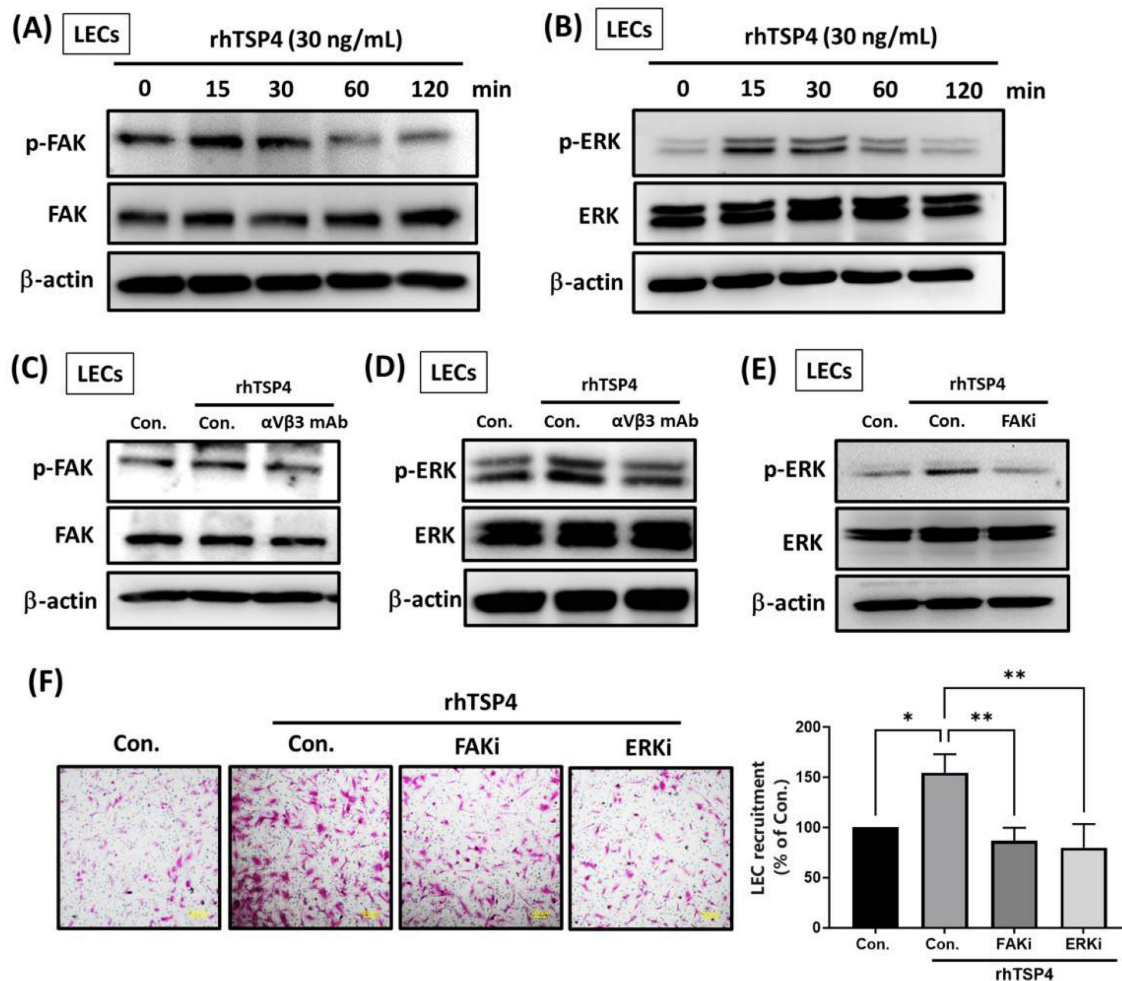 (A) LECs
rhTSP4 (30 ng/mL)
0 15 30 60 120 min
p-FAK
FAK
β-actin
(B) LECs
rhTSP4 (30 ng/mL)
0 15 30 60 120 min
p-ERK
ERK
β-actin
(C) LECs
rhTSP4
Con. Con. αVβ3 mAb
p-FAK
FAK
β-actin
(D) LECs
rhTSP4
Con. Con. αVβ3 mAb
p-ERK
ERK
β-actin
(E) LECs
rhTSP4
Con. Con. FAKi
p-ERK
ERK
β-actin
(F)
rhTSP4
Con. Con. FAKi ERKi
LEC recruitment
(% of Con.)
200
150
100
50
0
* ** **
Con. Con. FAKi ERKi
rhTSP4